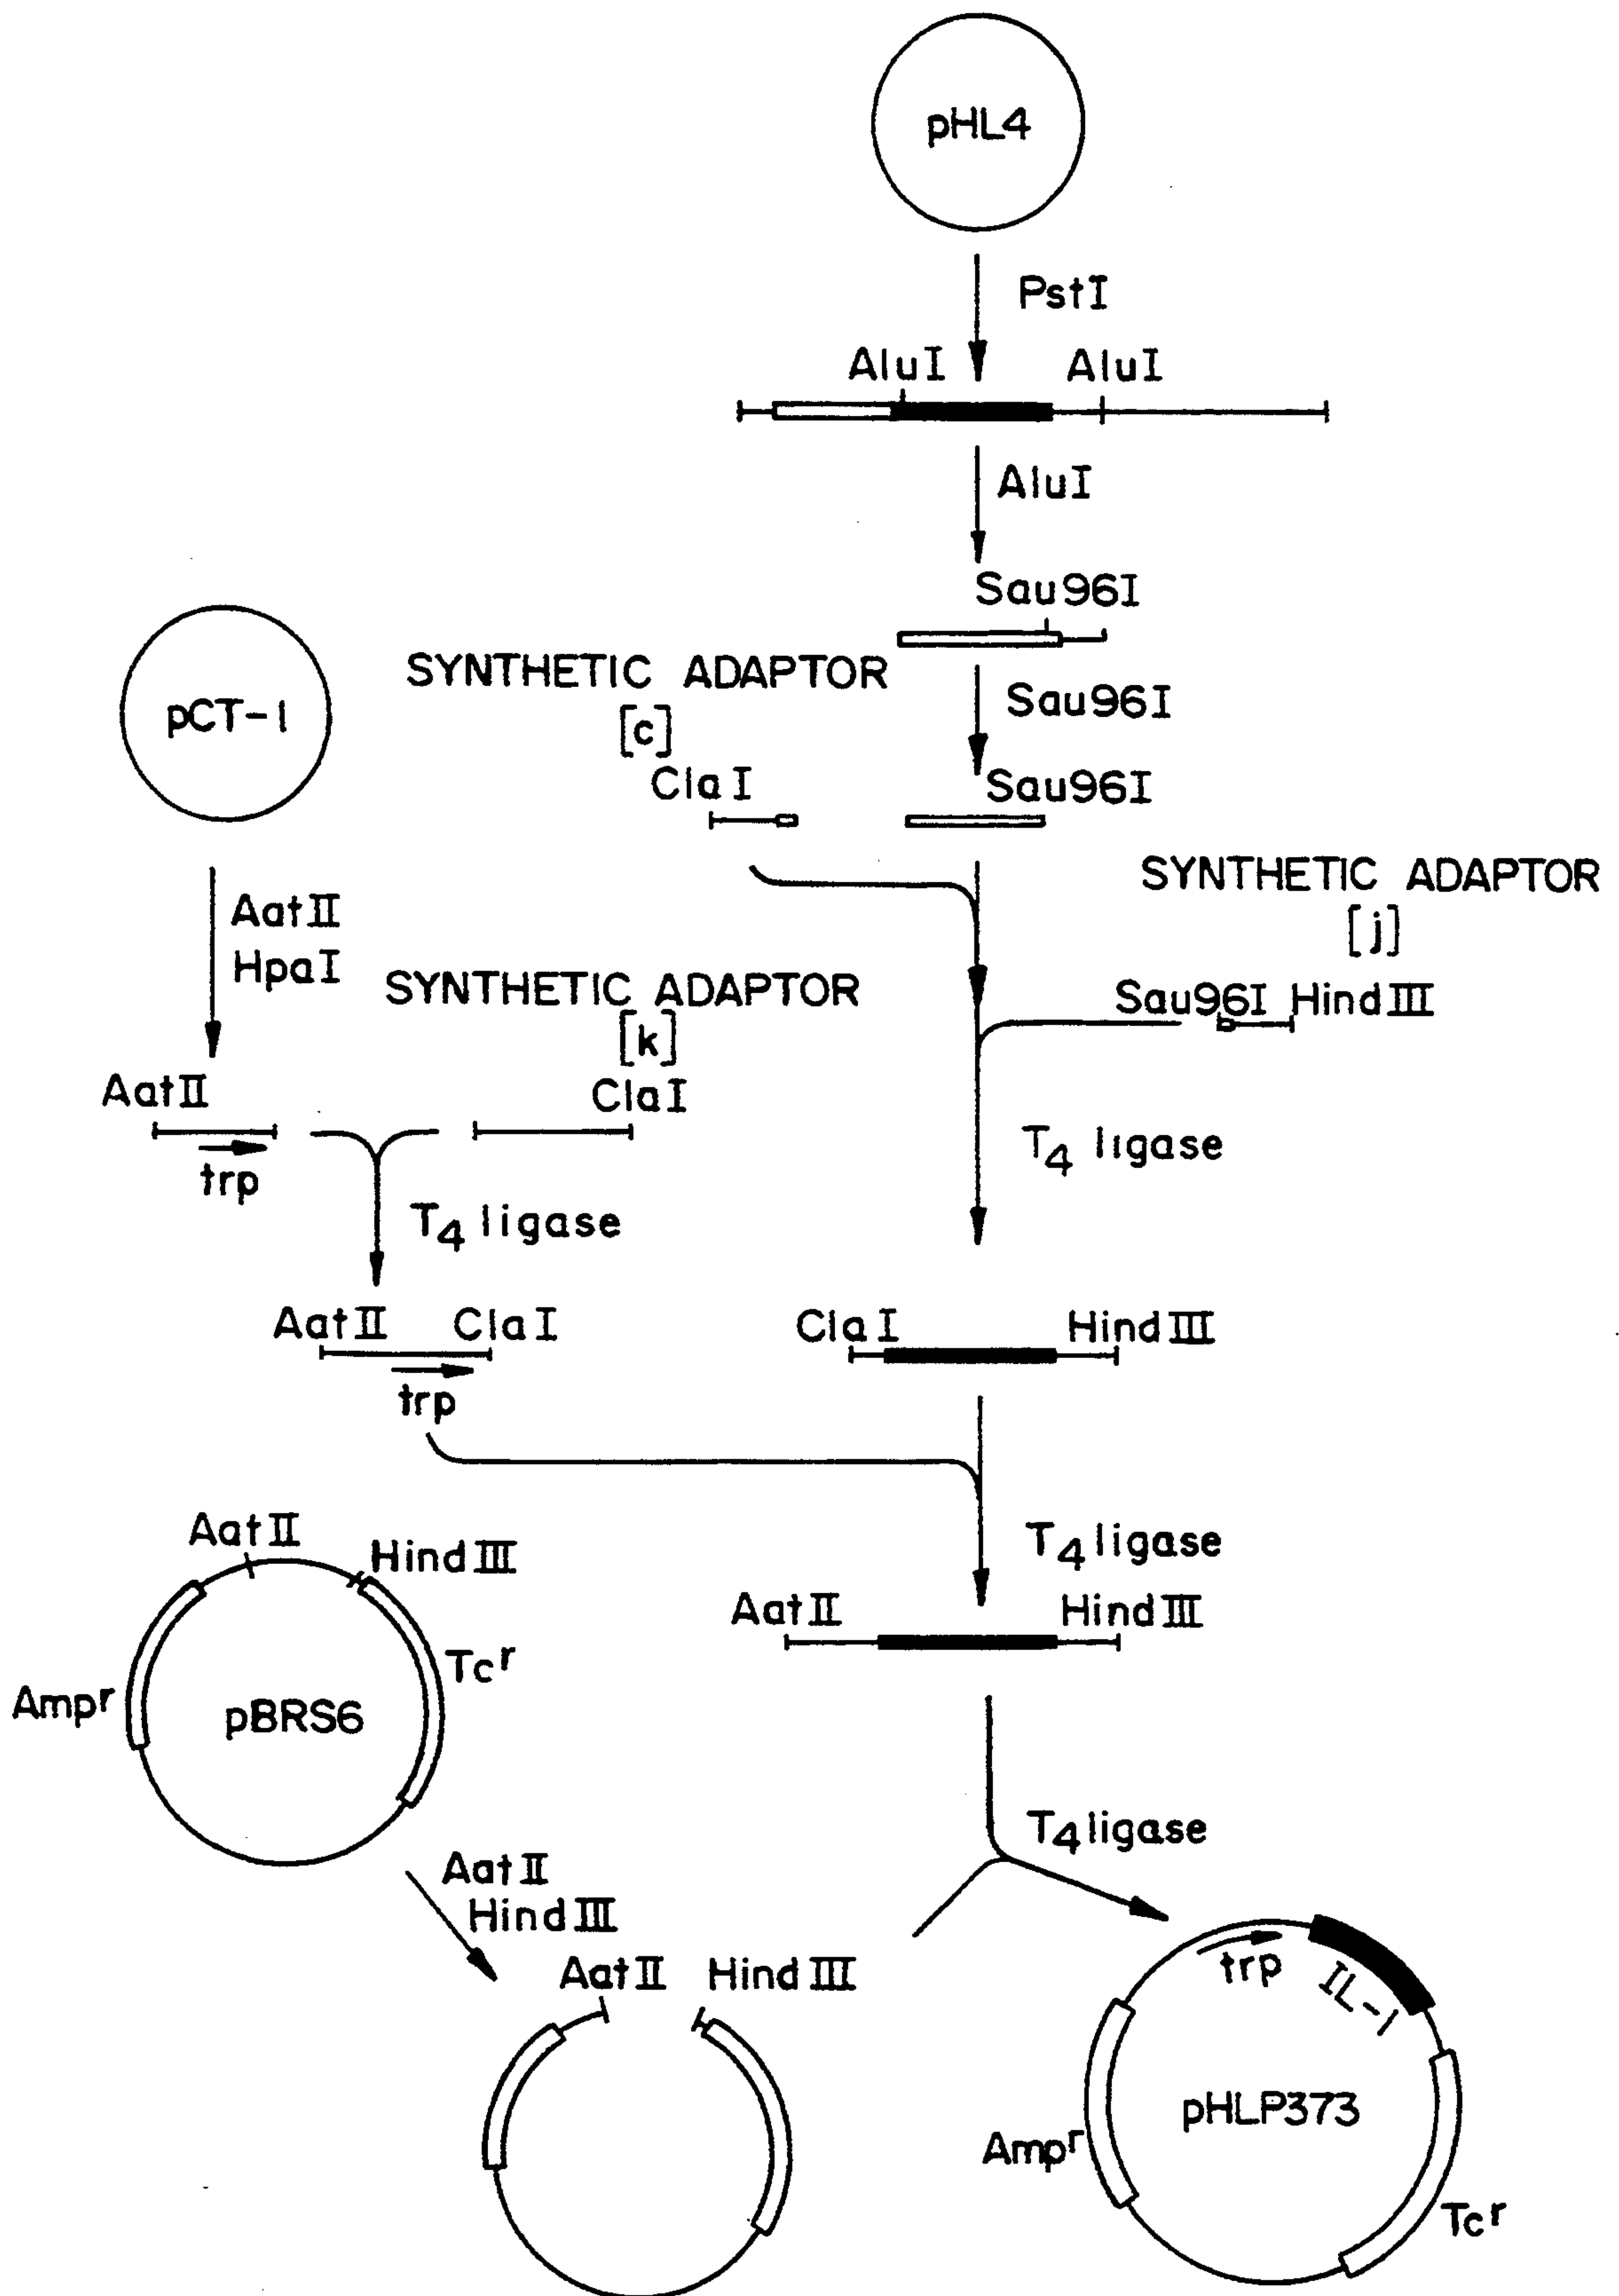 pHL4
PstI
AluI AluI
AluI
Sau96I
SYNTHETIC ADAPTOR
[c]
Sau96I
pCT-1
ClaI
Sau96I
SYNTHETIC ADAPTOR
[j]
AatII
HpaI
SYNTHETIC ADAPTOR
[k]
Sau96I HindIII
AatII
ClaI
trp
T4 ligase
T4 ligase
AatII ClaI
trp
ClaI HindIII
T4 ligase
AatII
HindIII
Ampr
Tcr
pBRS6
AatII HindIII
T4 ligase
AatII
HindIII
AatII HindIII
trp
IL-1
pHLP373
Ampr
Tcr